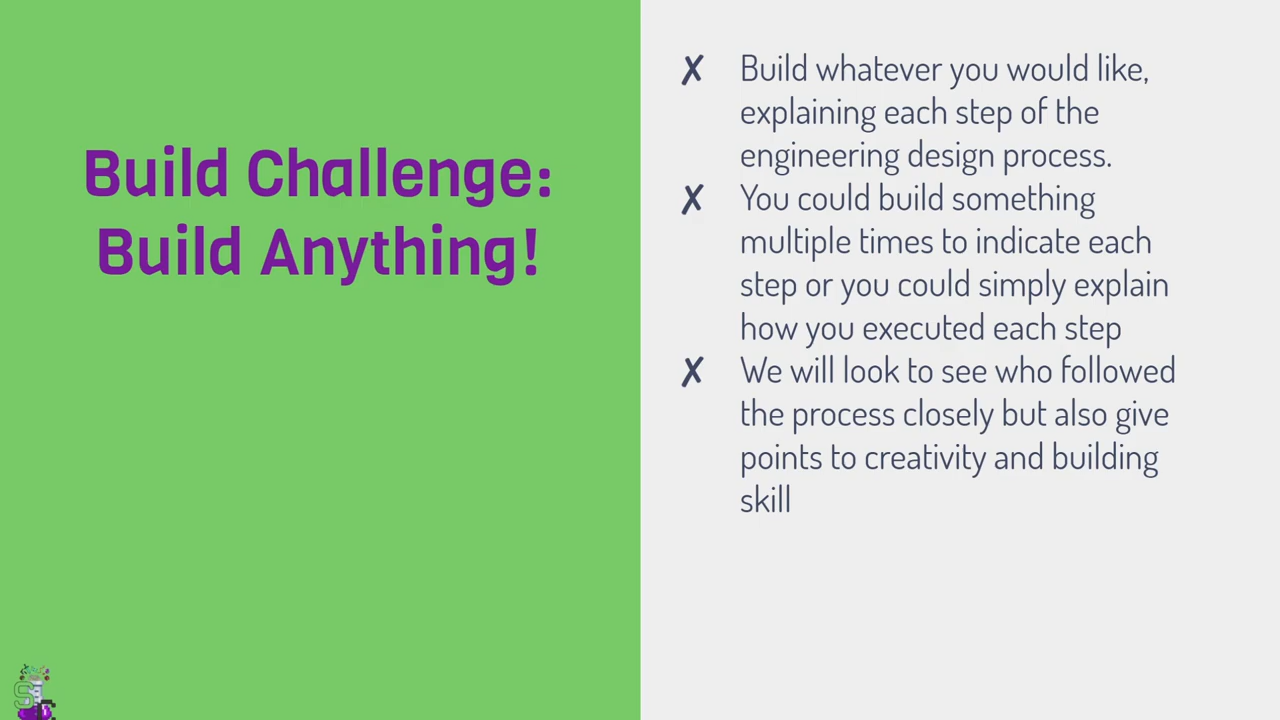 Build Challenge:
Build Anything!
✗ Build whatever you would like,
explaining each step of the
engineering design process.
✗ You could build something
multiple times to indicate each
step or you could simply explain
how you executed each step
✗ We will look to see who followed
the process closely but also give
points to creativity and building
skill